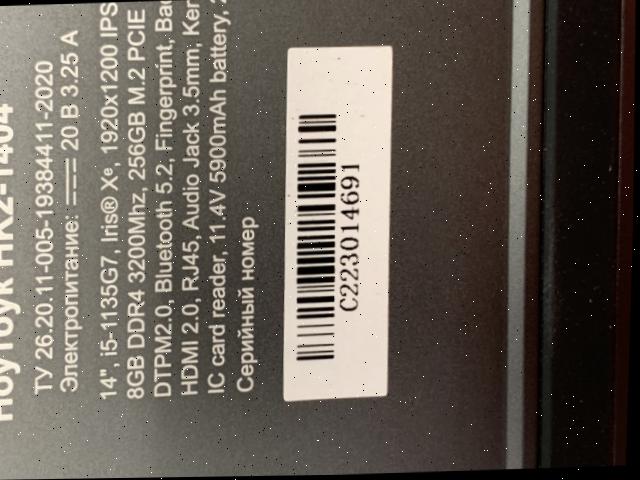 Ноутбук НК2-1404
ТУ 26.20.11-005-19384411-2020
Электропитание: 20 В 3.25 А
14", i5-1135G7, Iris® Xe, 1920x1200 IPS
8GB DDR4 3200Mhz, 256GB M.2 PCIE
DTPM2.0, Bluetooth 5.2, Fingerprint,
HDMI 2.0, RJ45, Audio Jack 3.5mm;
IC card reader, 11.4V 5900mAh battery,
Серийный номер
C223014691